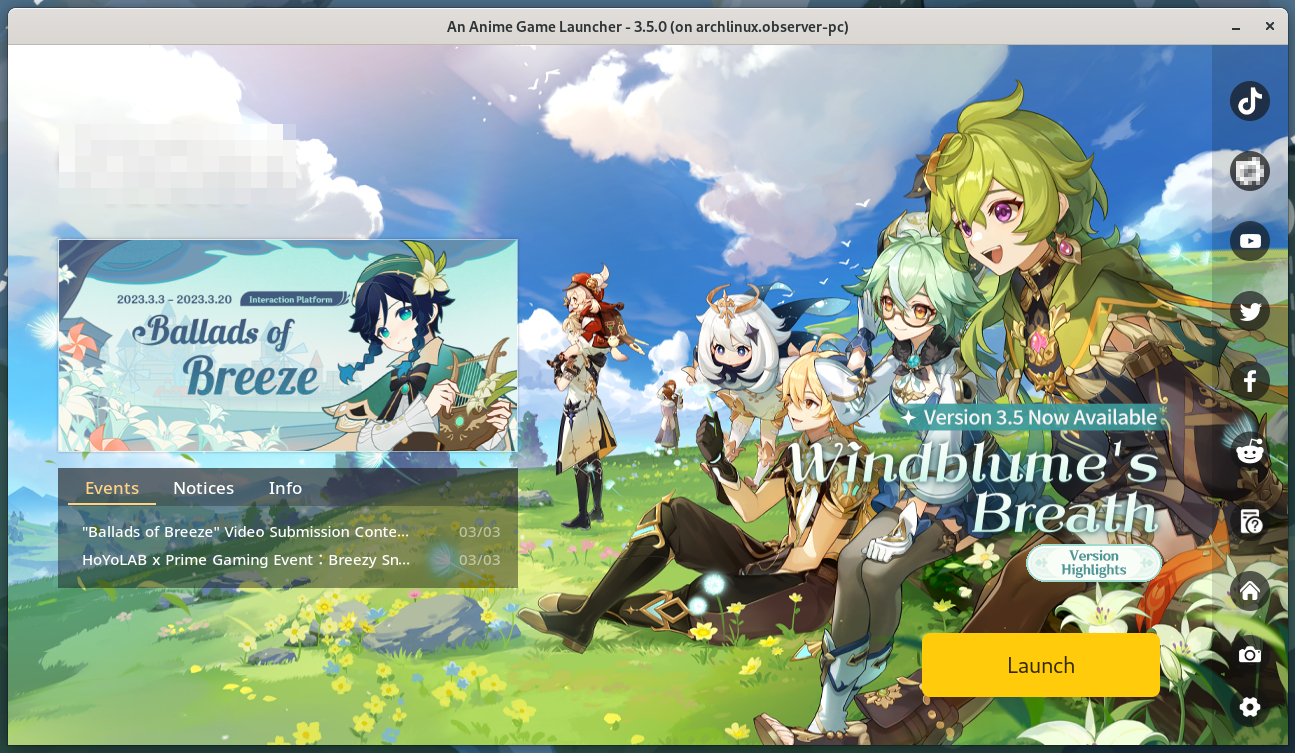 An Anime Game Launcher - 3.5.0 (on archlinux.observer-pc)
2023.3.3 – 2023.3.20 Interaction Platform
Ballads of
Breeze
Events Notices Info
"Ballads of Breeze" Video Submission Conte... 03/03
HoYoLAB x Prime Gaming Event：Breezy Sn... 03/03
Version 3.5 Now Available
Windblume's
Breath
Version
Highlights
Launch